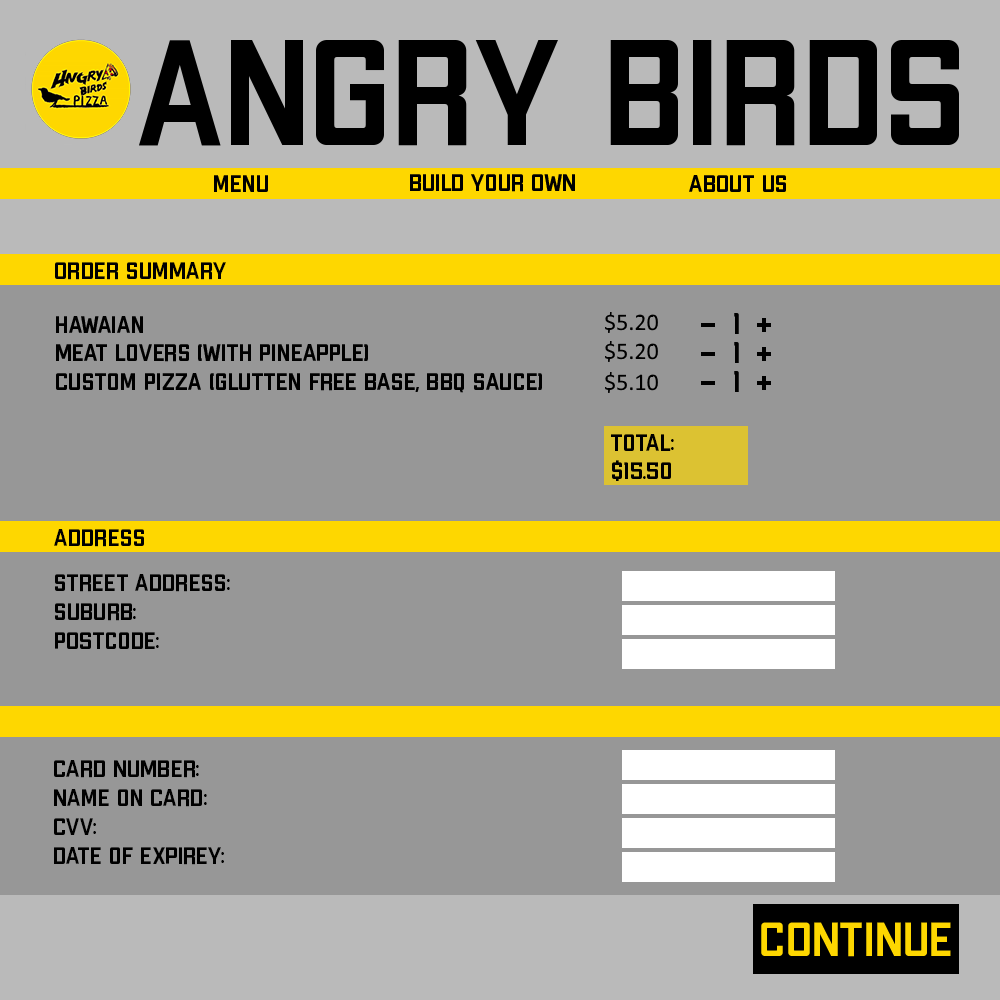 ANGRY BIRDS PIZZA
ANGRY BIRDS
MENU BUILD YOUR OWN ABOUT US
ORDER SUMMARY
HAWAIAN $5.20 - 1 +
MEAT LOVERS (WITH PINEAPPLE) $5.20 - 1 +
CUSTOM PIZZA (GLUTTEN FREE BASE, BBQ SAUCE) $5.10 - 1 +
TOTAL:
$15.50
ADDRESS
STREET ADDRESS:
SUBURB:
POSTCODE:
CARD NUMBER:
NAME ON CARD:
CVV:
DATE OF EXPIREY:
CONTINUE